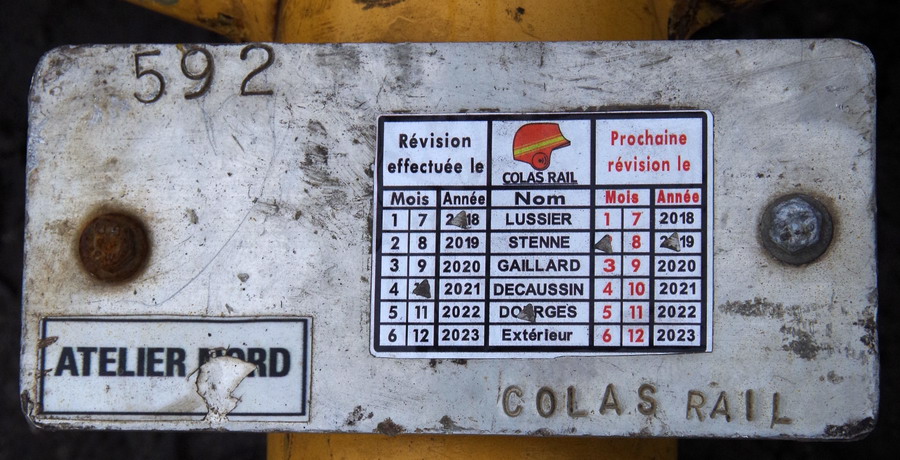 592
Révision effectuée le COLAS RAIL Prochaine révision le
Mois Année Nom Mois Année
1 7 2018 LUSSIER 1 7 2018
2 8 2019 STENNE 8 2019
3 9 2020 GAILLARD 3 9 2020
4 2021 DECAUSSIN 4 10 2021
5 11 2022 5 11 2022
6 12 2023 Extérieur 6 12 2023
ATELIER NORD
COLAS RAIL